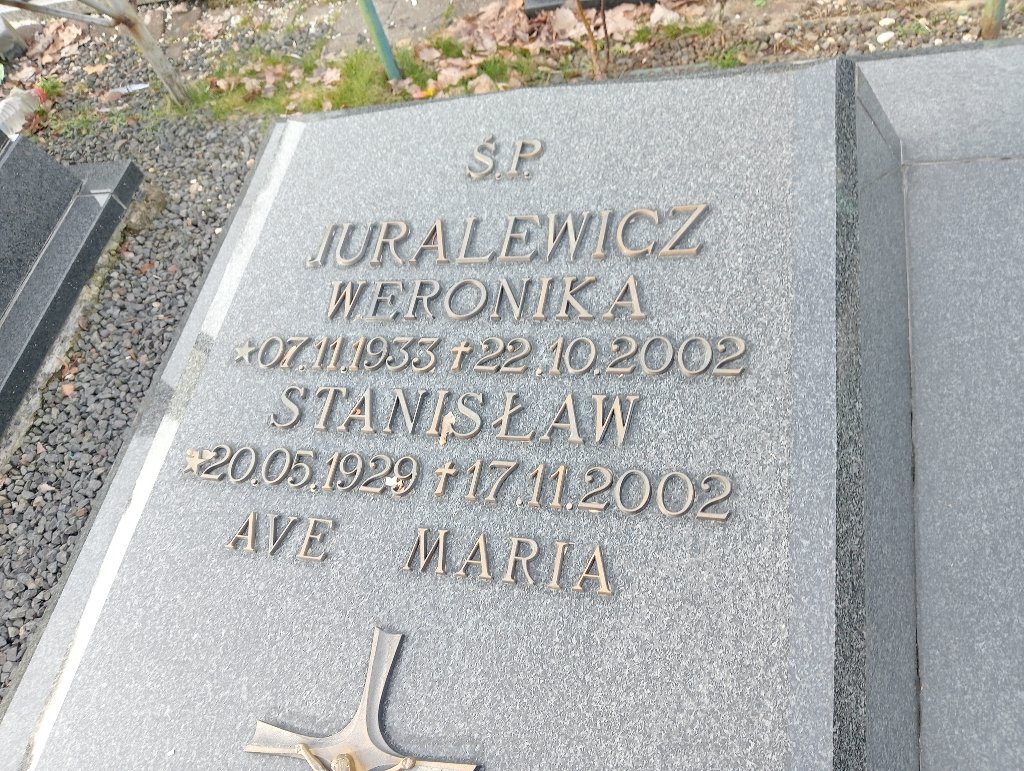 Ś.P.
JURALEWICZ
WERONIKA
*07.11.1933 †22.10.2002
STANISŁAW
*20.05.1929 †17.11.2002
AVE MARIA